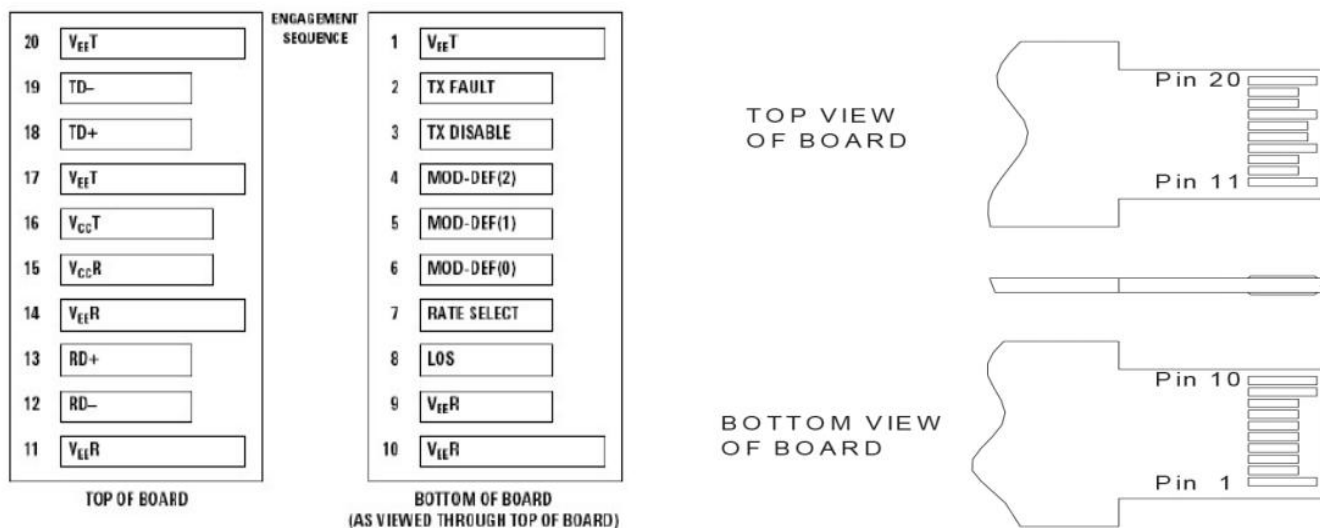 ENGAGEMENT
SEQUENCE
20 VEET
19 TD–
18 TD+
17 VEET
16 VCCT
15 VCCR
14 VEER
13 RD+
12 RD–
11 VEER
TOP OF BOARD
1 VEET
2 TX FAULT
3 TX DISABLE
4 MOD-DEF(2)
5 MOD-DEF(1)
6 MOD-DEF(0)
7 RATE SELECT
8 LOS
9 VEER
10 VEER
BOTTOM OF BOARD
(AS VIEWED THROUGH TOP OF BOARD)
TOP VIEW
OF BOARD
Pin 20
Pin 11
BOTTOM VIEW
OF BOARD
Pin 10
Pin 1